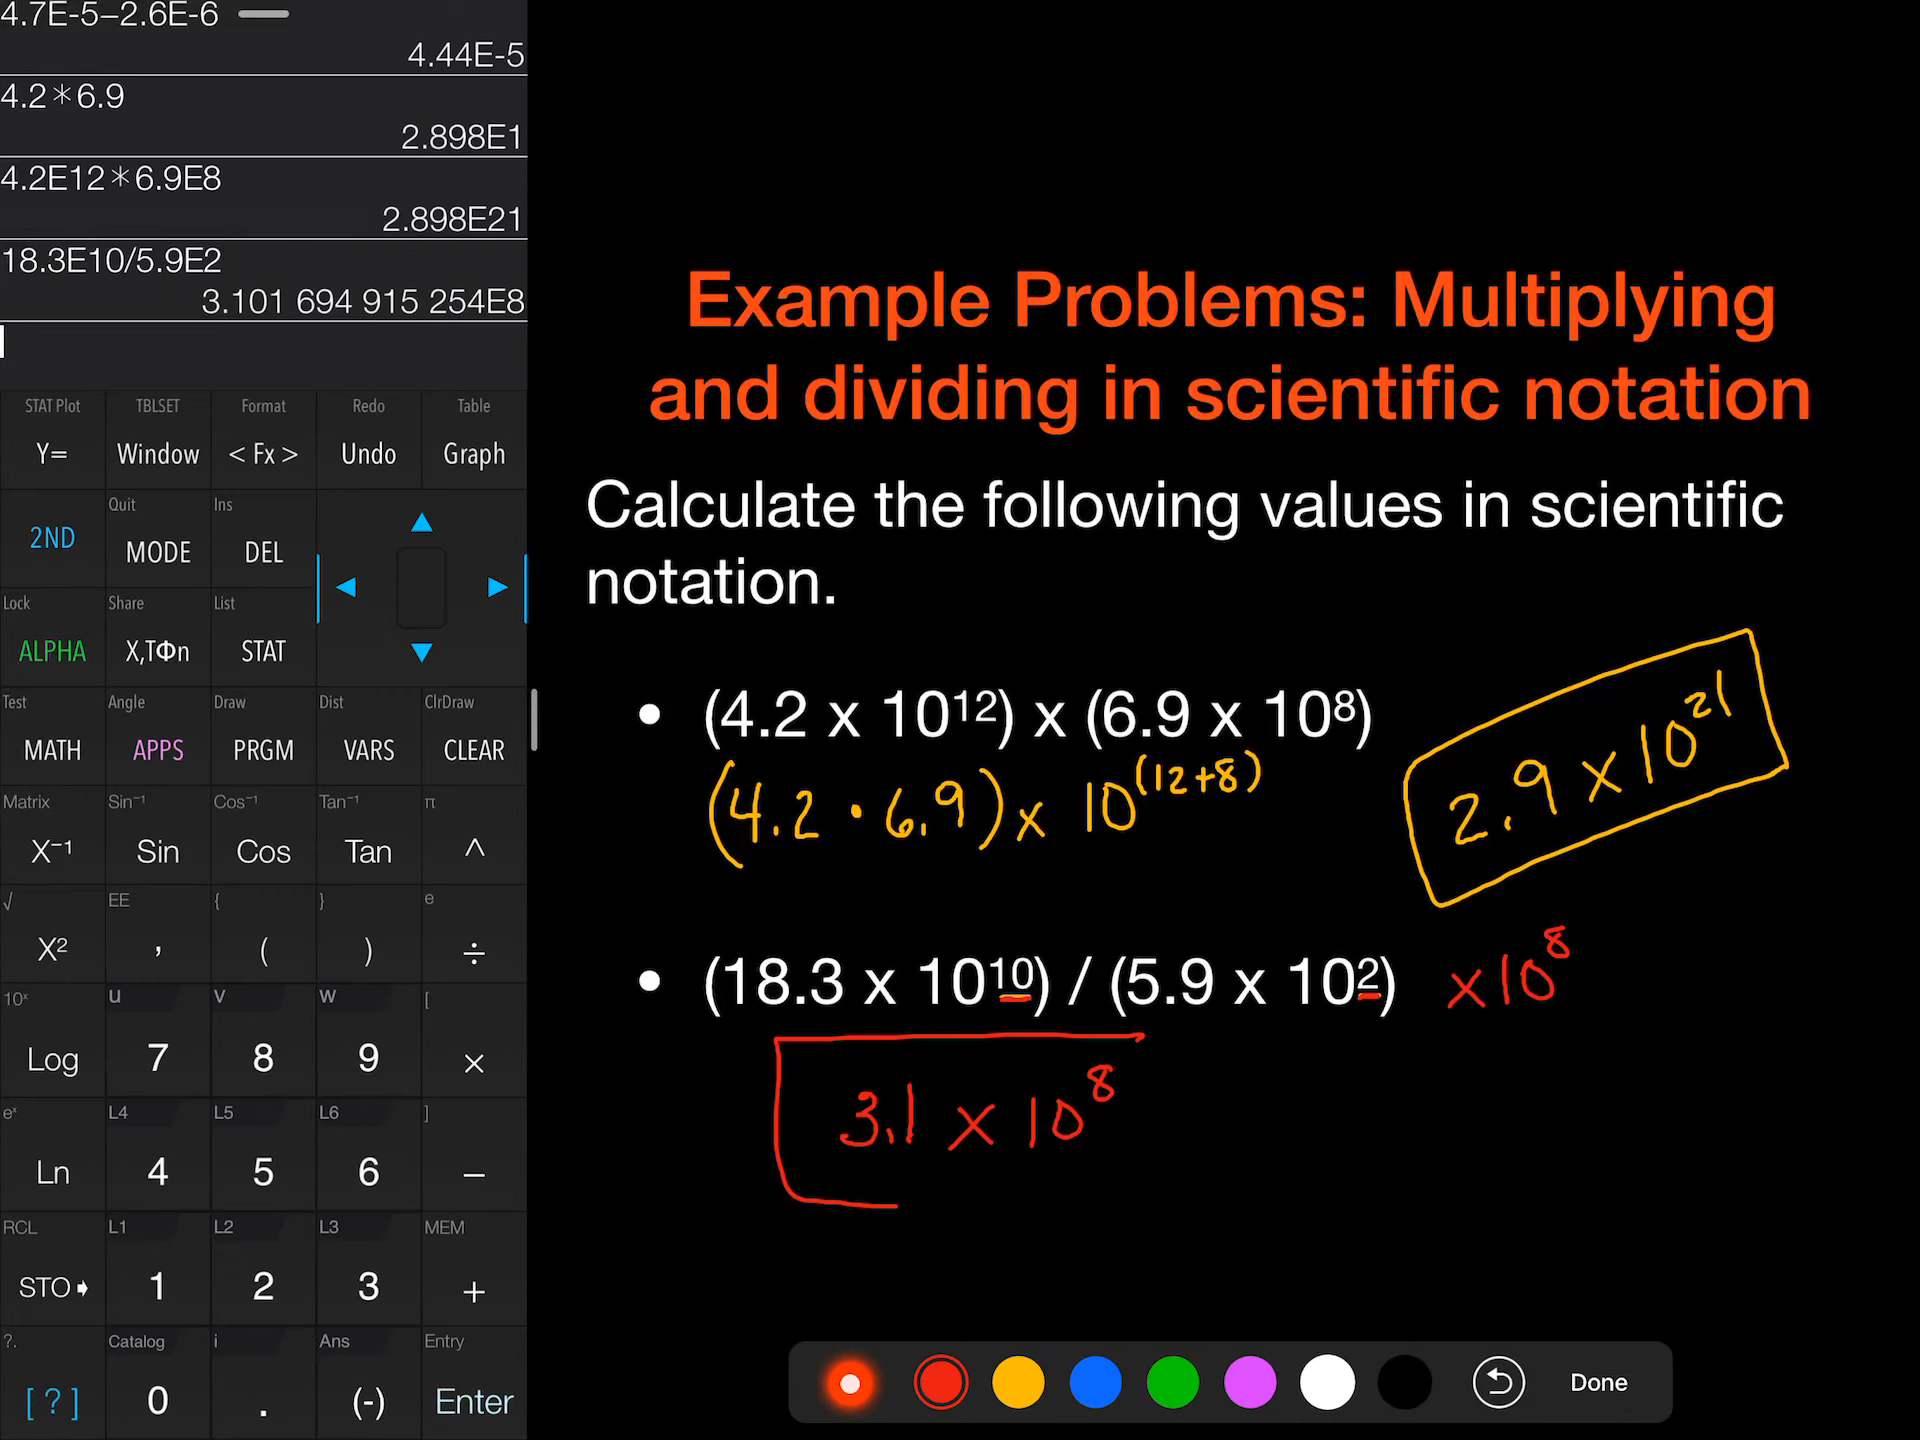 4.7E-5−2.6E-6
4.44E-5
4.2∗6.9
2.898E1
4.2E12∗6.9E8
2.898E21
18.3E10/5.9E2
3.101 694 915 254E8
STAT Plot TBLSET Format Redo Table
Y= Window < Fx > Undo Graph
Quit Ins
2ND MODE DEL
Lock Share List
ALPHA X,TΦn STAT
Test Angle Draw Dist ClrDraw
MATH APPS PRGM VARS CLEAR
Matrix Sin⁻¹ Cos⁻¹ Tan⁻¹ π
X⁻¹ Sin Cos Tan ^
√ EE { } e
X² , ( ) ÷
10ˣ u v w [
Log 7 8 9 ×
eˣ L4 L5 L6 ]
Ln 4 5 6 −
RCL L1 L2 L3 MEM
STO➧ 1 2 3 +
?. Catalog i Ans Entry
[ ? ] 0 . (-) Enter
Example Problems: Multiplying
and dividing in scientific notation
Calculate the following values in scientific
notation.
• (4.2 x 10¹²) x (6.9 x 10⁸)
(4.2 · 6.9) x 10⁽¹²⁺⁸⁾
2.9 x 10²¹
• (18.3 x 10¹⁰) / (5.9 x 10²) x 10⁸
3.1 x 10⁸
Done